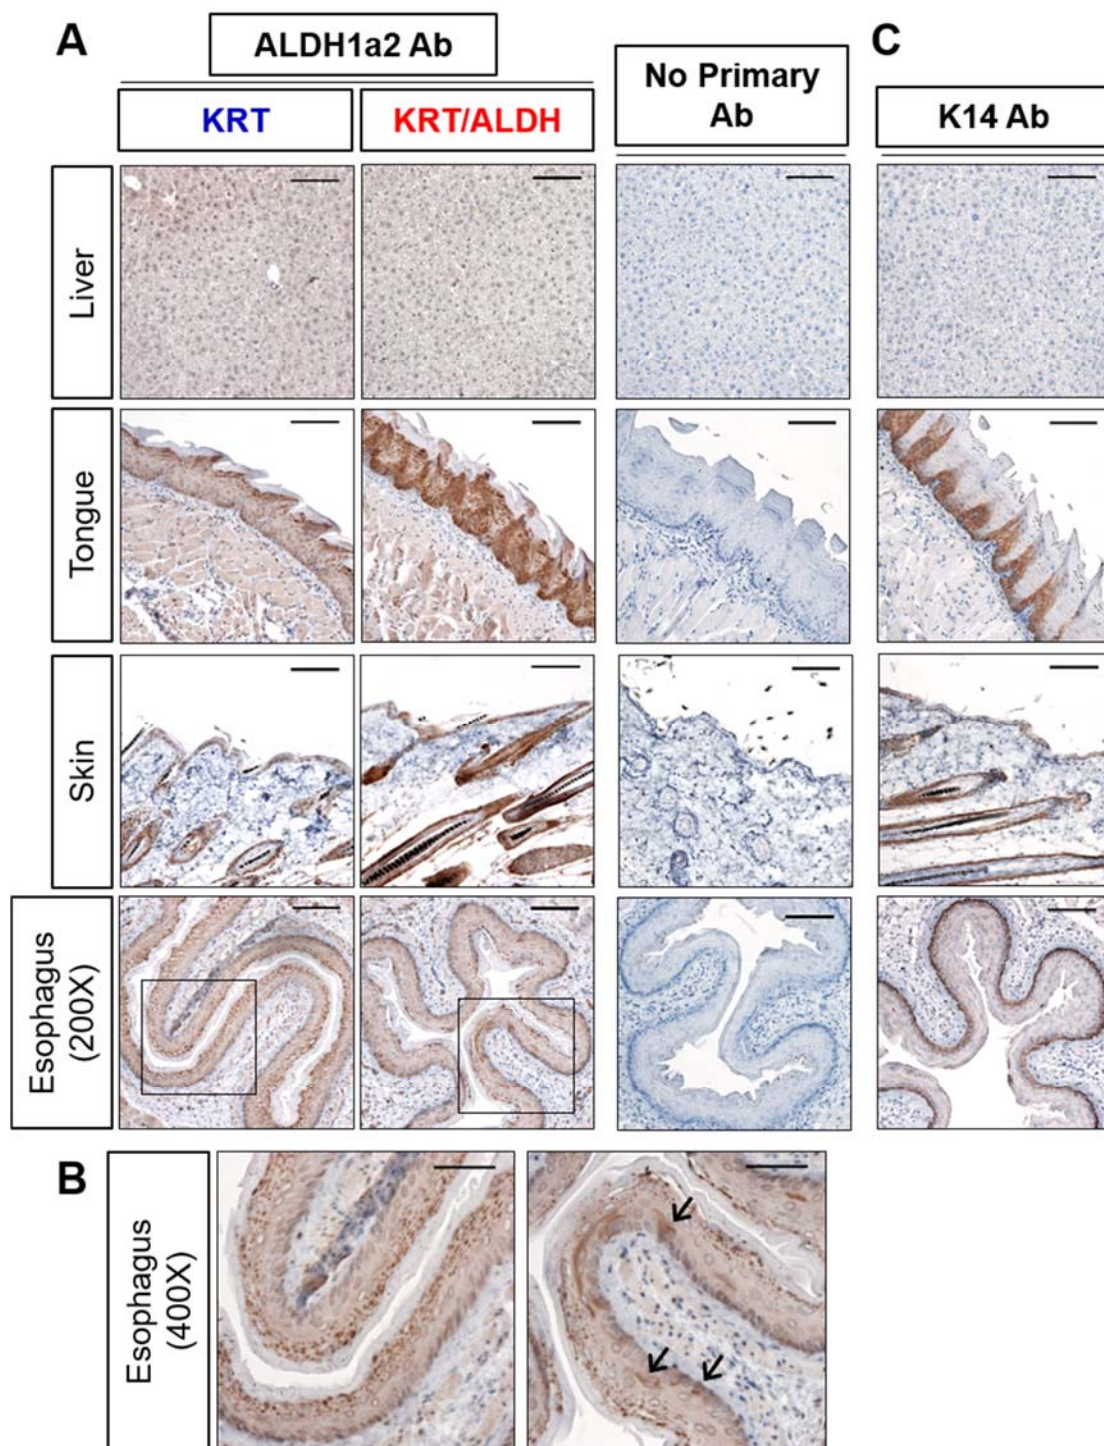 A
ALDH1a2 Ab
C
KRT
KRT/ALDH
No Primary
Ab
K14 Ab
Liver
Tongue
Skin
Esophagus
(200X)
B
Esophagus
(400X)